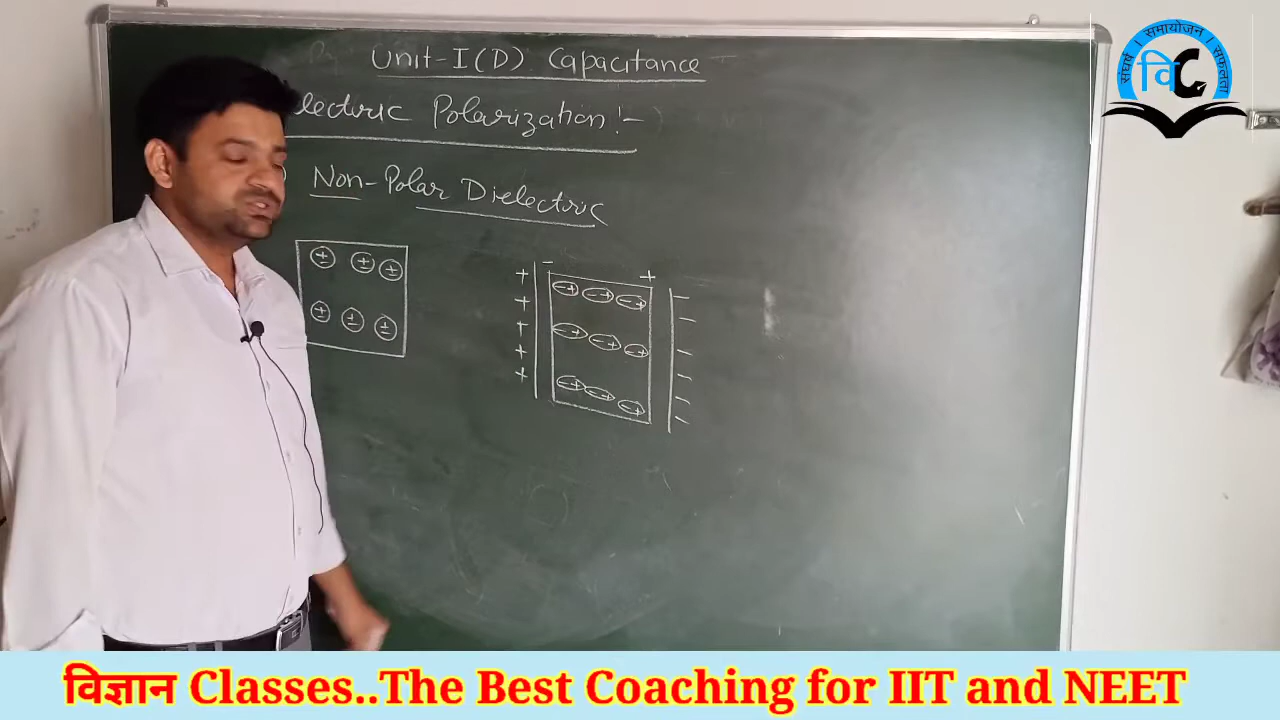 Unit-I(D) Capacitance
lectric Polarization:-
Non-Polar Dielectric
± ± ±
± ± ±
- +
+ -+ -+ -+ -
+ -
+ -+ -+ -+
+ -
+ -+ -+ -+ -
-
-
संघर्ष । समायोजन । सफलता
वि
विज्ञान Classes..The Best Coaching for IIT and NEET